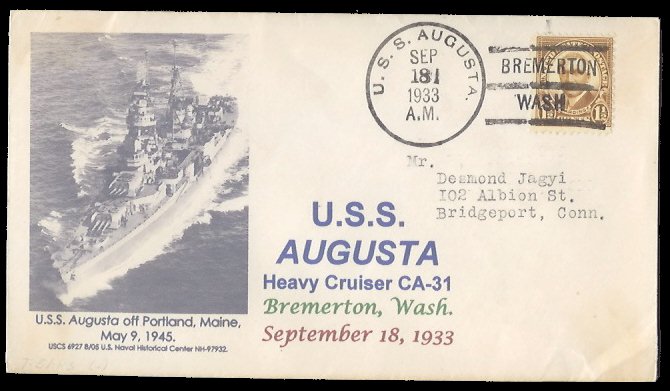 U. S. S. AUGUSTA.
SEP
18
1933
A.M.
BREMERTON
WASH.
Mr.
Desmond Jagyi
102 Albion St.
Bridgeport, Conn.
U.S.S.
AUGUSTA
Heavy Cruiser CA-31
Bremerton, Wash.
September 18, 1933
U.S.S. Augusta off Portland, Maine,
May 9, 1945.
USCS 6927 8/05 U.S. Naval Historical Center NH-97932.